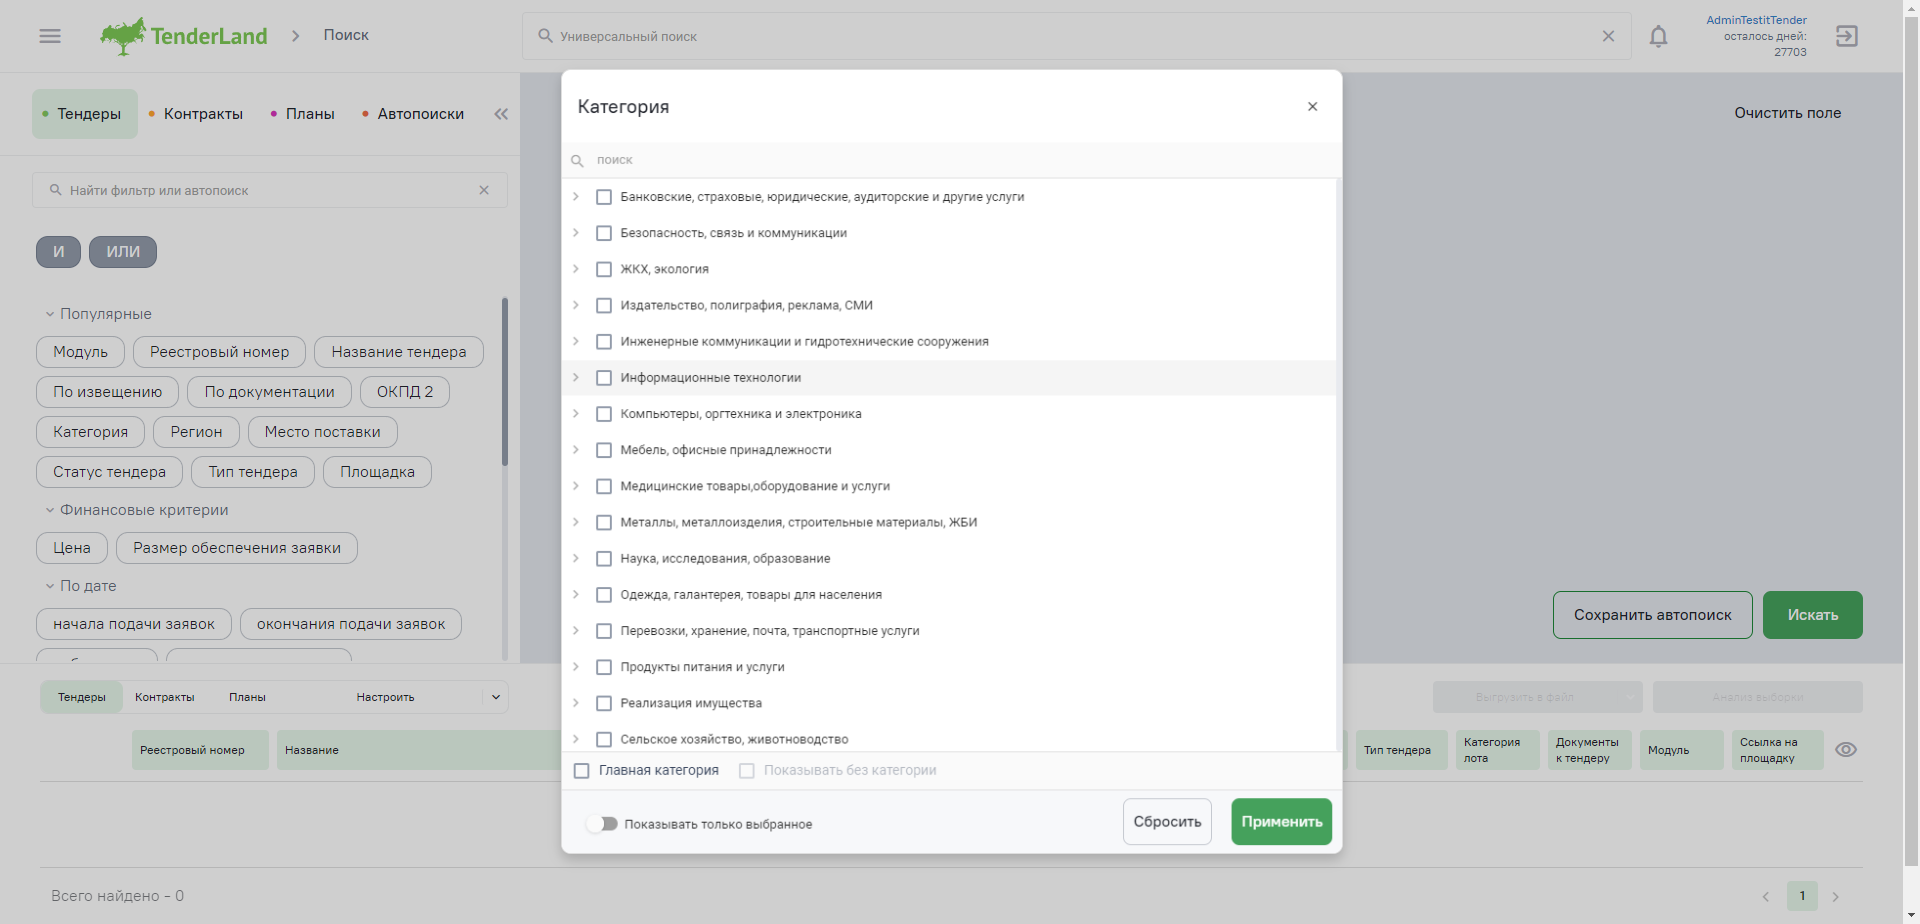 TenderLand
Поиск
Универсальный поиск
AdminTestitTender
осталось дней:
27703
Тендеры
Контракты
Планы
Автопоиски
Очистить поле
Найти фильтр или автопоиск
И
ИЛИ
Популярные
Модуль
Реестровый номер
Название тендера
По извещению
По документации
ОКПД 2
Категория
Регион
Место поставки
Статус тендера
Тип тендера
Площадка
Финансовые критерии
Цена
Размер обеспечения заявки
По дате
начала подачи заявок
окончания подачи заявок
Категория
поиск
Банковские, страховые, юридические, аудиторские и другие услуги
Безопасность, связь и коммуникации
ЖКХ, экология
Издательство, полиграфия, реклама, СМИ
Инженерные коммуникации и гидротехнические сооружения
Информационные технологии
Компьютеры, оргтехника и электроника
Мебель, офисные принадлежности
Медицинские товары,оборудование и услуги
Металлы, металлоизделия, строительные материалы, ЖБИ
Наука, исследования, образование
Одежда, галантерея, товары для населения
Перевозки, хранение, почта, транспортные услуги
Продукты питания и услуги
Реализация имущества
Сельское хозяйство, животноводство
Главная категория
Показывать без категории
Показывать только выбранное
Сбросить
Применить
Сохранить автопоиск
Искать
Тендеры
Контракты
Планы
Настроить
Выгрузить в файл
Анализ выборки
Реестровый номер
Название
Тип тендера
Категория
лота
Документы
к тендеру
Модуль
Ссылка на
площадку
Всего найдено - 0
1